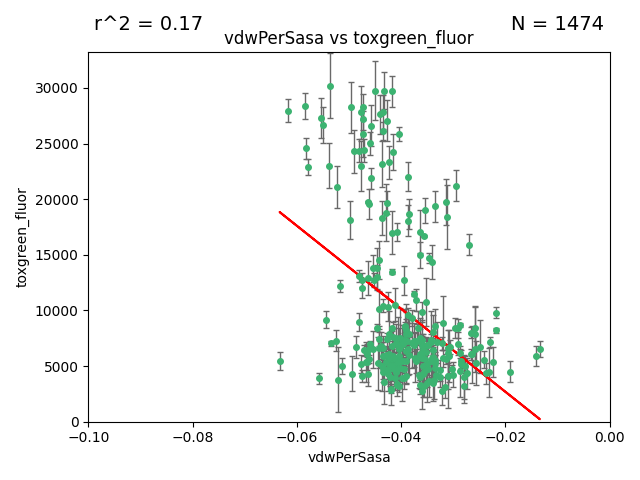 r^2 = 0.17
N = 1474
vdwPerSasa vs toxgreen_fluor
30000
25000
20000
15000
10000
5000
0
toxgreen_fluor
−0.10
−0.08
−0.06
−0.04
−0.02
0.00
vdwPerSasa